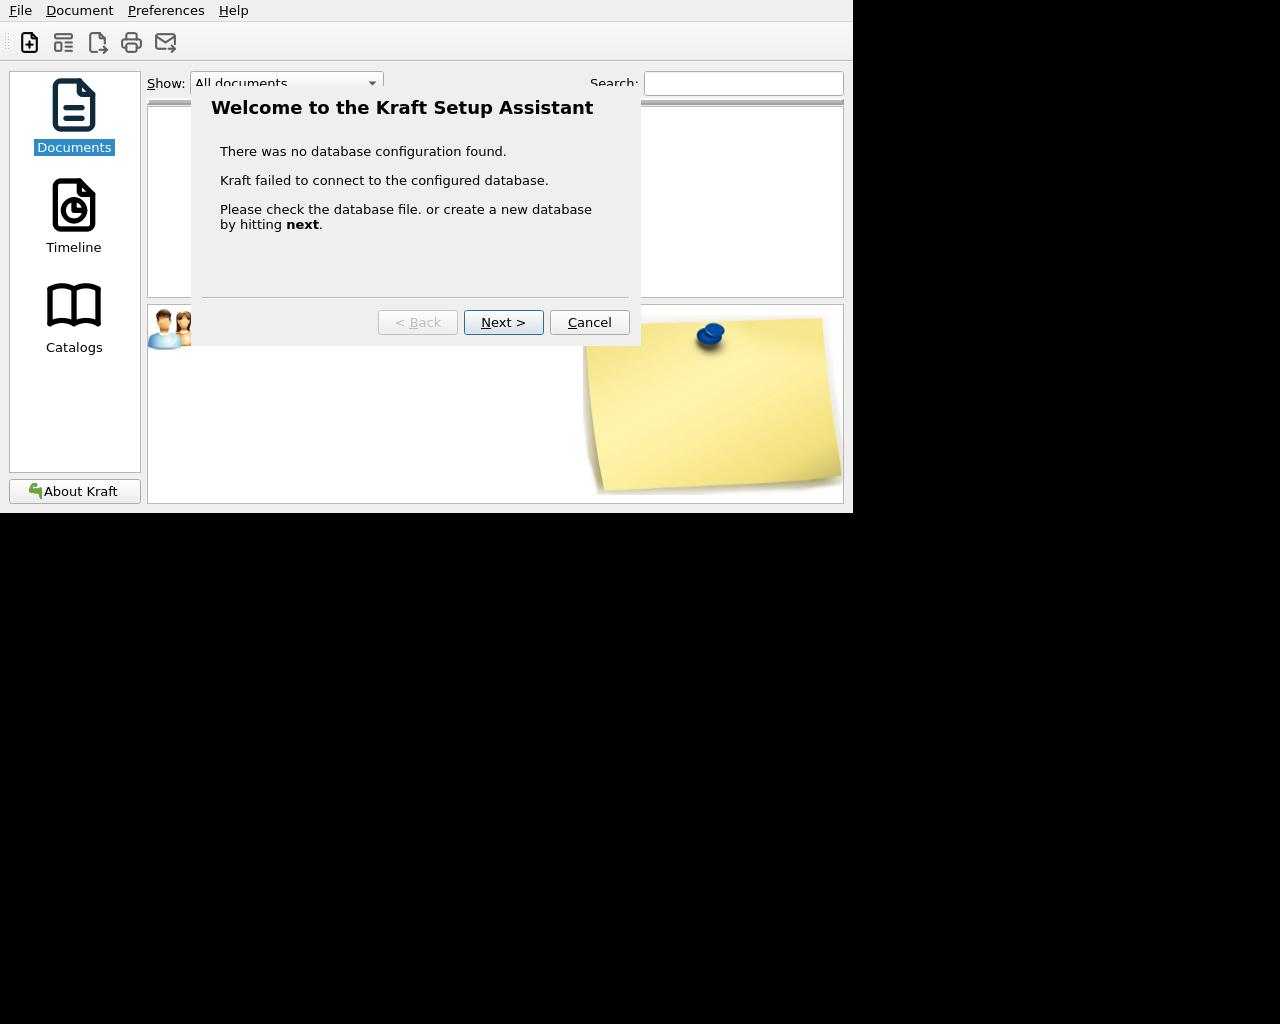 File Document Preferences Help
Show: All documents Search:
Welcome to the Kraft Setup Assistant
Documents
There was no database configuration found.
Kraft failed to connect to the configured database.
Please check the database file. or create a new database
by hitting next.
Timeline
< Back Next > Cancel
Catalogs
About Kraft